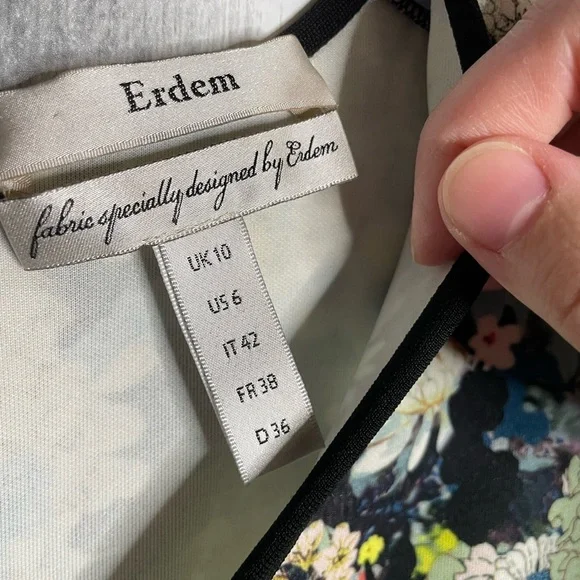 Erdem
fabric specially designed by Erdem
UK 10
US 6
IT 42
FR 38
D 36